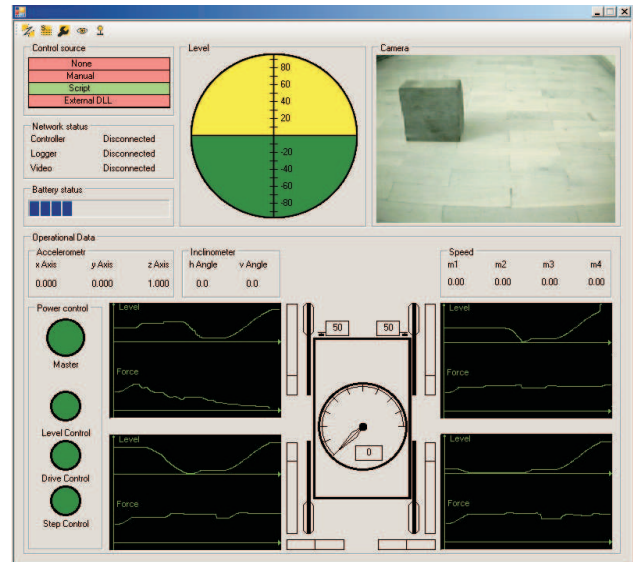 Control source
None
Manual
Script
External DLL
Network status
Controller Disconnected
Logger Disconnected
Video Disconnected
Battery status
Level
80
60
40
20
-20
-40
-60
-80
Camera
Operational Data
Accelerometr
x Axis y Axis z Axis
0.000 0.000 1.000
Inclinometer
h Angle v Angle
0.0 0.0
Speed
m1 m2 m3 m4
0.00 0.00 0.00 0.00
Power control
Master
Level Control
Drive Control
Step Control
Level
Force
Level
Force
50 50
0
Level
Force
Level
Force